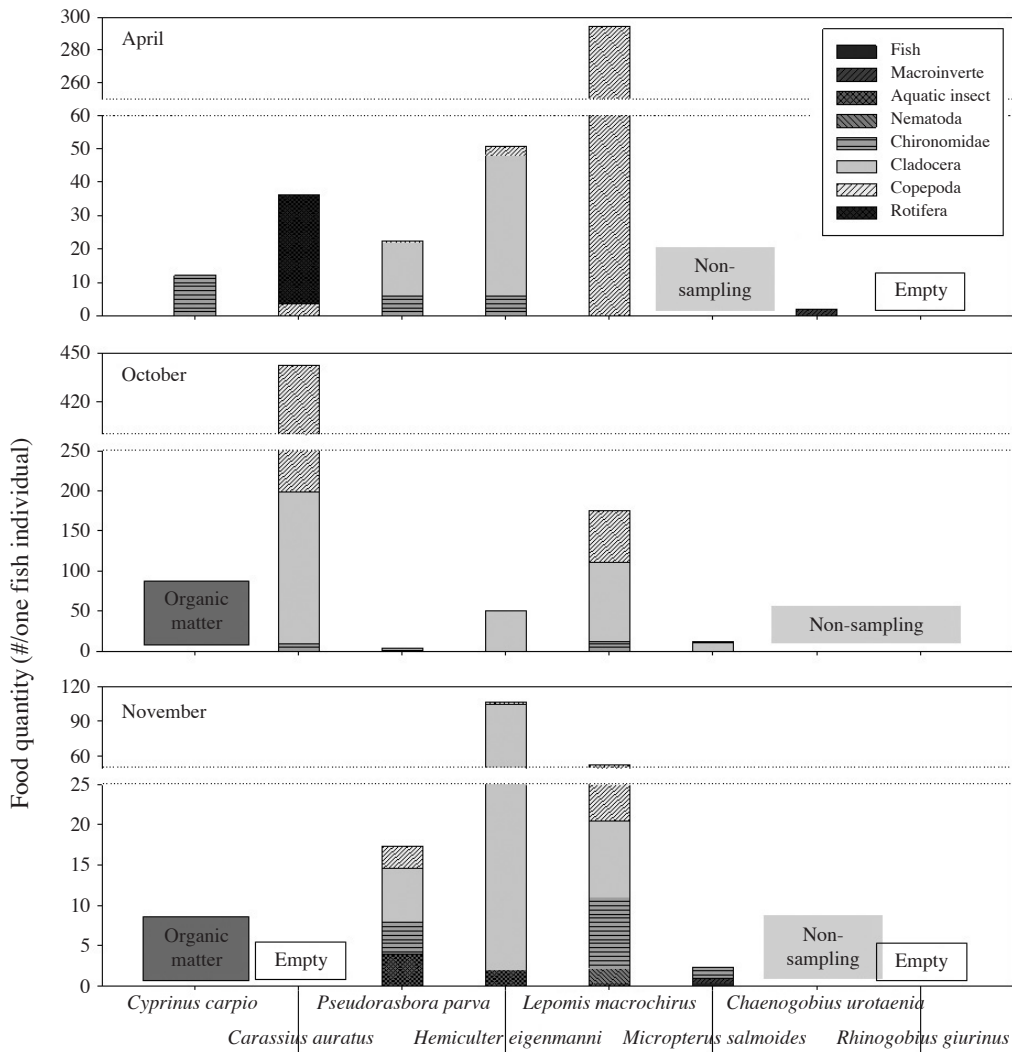 Food quantity (#/one fish individual)
April
300
280
260
60
50
40
30
20
10
0
Fish
Macroinverte
Aquatic insect
Nematoda
Chironomidae
Cladocera
Copepoda
Rotifera
Non-
sampling
Empty
October
450
420
250
200
150
100
50
0
Organic
matter
Non-sampling
November
120
90
60
25
20
15
10
5
0
Organic
matter
Empty
Non-
sampling
Empty
Cyprinus carpio
Pseudorasbora parva
Lepomis macrochirus
Chaenogobius urotaenia
Carassius auratus
Hemiculter eigenmanni
Micropterus salmoides
Rhinogobius giurinus